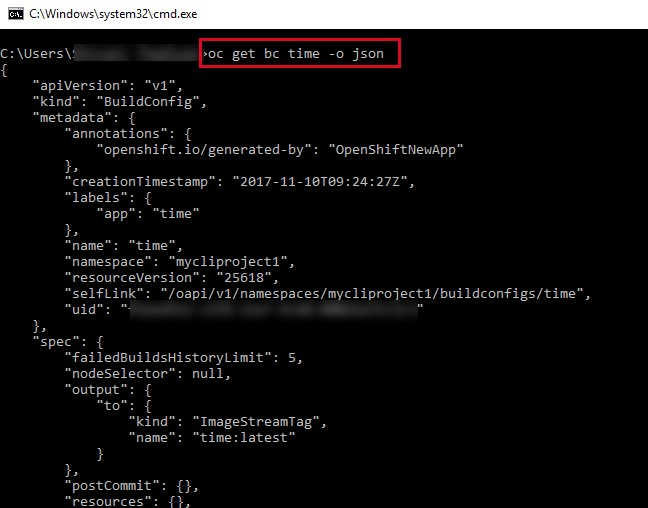 C:\Windows\system32\cmd.exe
C:\Users\S >oc get bc time -o json
{
    "apiVersion": "v1",
    "kind": "BuildConfig",
    "metadata": {
        "annotations": {
            "openshift.io/generated-by": "OpenShiftNewApp"
        },
        "creationTimestamp": "2017-11-10T09:24:27Z",
        "labels": {
            "app": "time"
        },
        "name": "time",
        "namespace": "mycliproject1",
        "resourceVersion": "25618",
        "selfLink": "/oapi/v1/namespaces/mycliproject1/buildconfigs/time",
        "uid": " "
    },
    "spec": {
        "failedBuildsHistoryLimit": 5,
        "nodeSelector": null,
        "output": {
            "to": {
                "kind": "ImageStreamTag",
                "name": "time:latest"
            }
        },
        "postCommit": {},
        "resources": {},